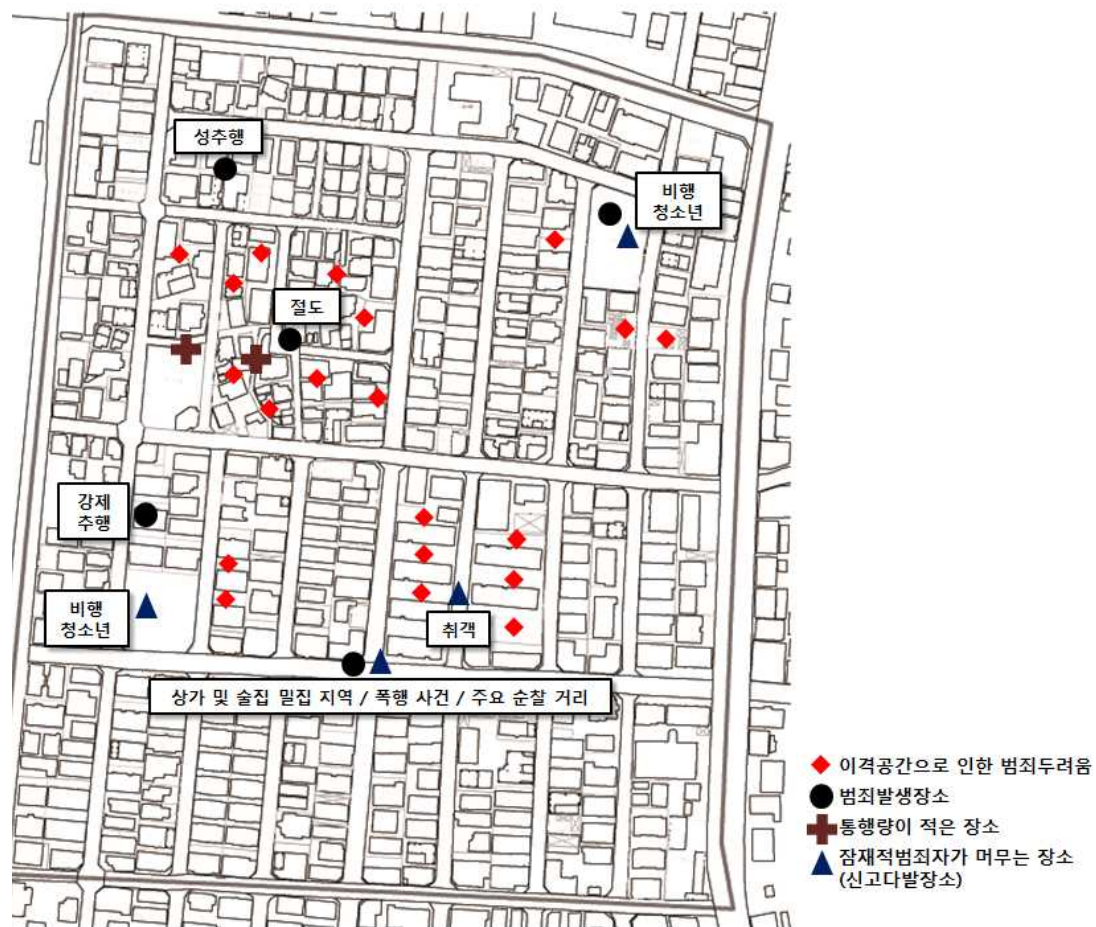 성추행
비행
청소년
절도
강제
추행
비행
청소년
취객
상가 및 술집 밀집 지역 / 폭행 사건 / 주요 순찰 거리
이격공간으로 인한 범죄두려움
범죄발생장소
통행량이 적은 장소
잠재적범죄자가 머무는 장소
(신고다발장소)